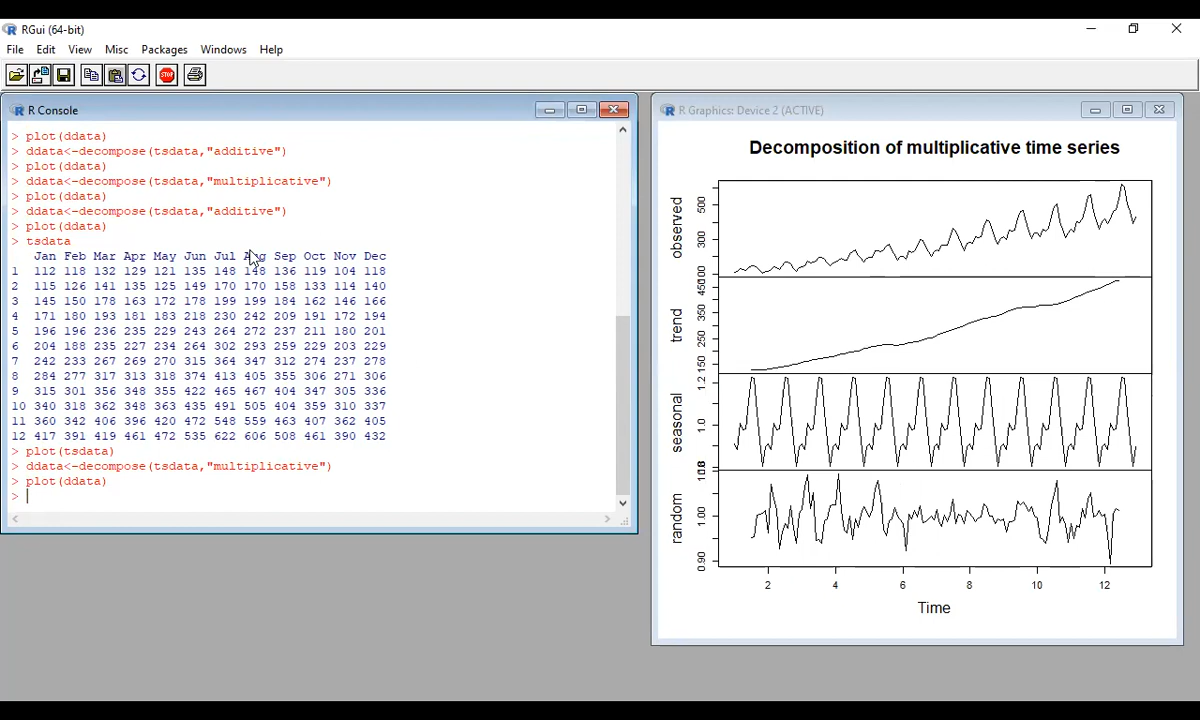 RGui (64-bit)
File Edit View Misc Packages Windows Help
STOP
R Console
> plot(ddata)
> ddata<-decompose(tsdata,"additive")
> plot(ddata)
> ddata<-decompose(tsdata,"multiplicative")
> plot(ddata)
> ddata<-decompose(tsdata,"additive")
> plot(ddata)
> tsdata
Jan Feb Mar Apr May Jun Jul Aug Sep Oct Nov Dec
1 112 118 132 129 121 135 148 148 136 119 104 118
2 115 126 141 135 125 149 170 170 158 133 114 140
3 145 150 178 163 172 178 199 199 184 162 146 166
4 171 180 193 181 183 218 230 242 209 191 172 194
5 196 196 236 235 229 243 264 272 237 211 180 201
6 204 188 235 227 234 264 302 293 259 229 203 229
7 242 233 267 269 270 315 364 347 312 274 237 278
8 284 277 317 313 318 374 413 405 355 306 271 306
9 315 301 356 348 355 422 465 467 404 347 305 336
10 340 318 362 348 363 435 491 505 404 359 310 337
11 360 342 406 396 420 472 548 559 463 407 362 405
12 417 391 419 461 472 535 622 606 508 461 390 432
> plot(tsdata)
> ddata<-decompose(tsdata,"multiplicative")
> plot(ddata)
>
R Graphics: Device 2 (ACTIVE)
Decomposition of multiplicative time series
observed
500
300
trend
450
350
250
150
seasonal
1.2
1.0
random
1.00
0.90
2 4 6 8 10 12
Time